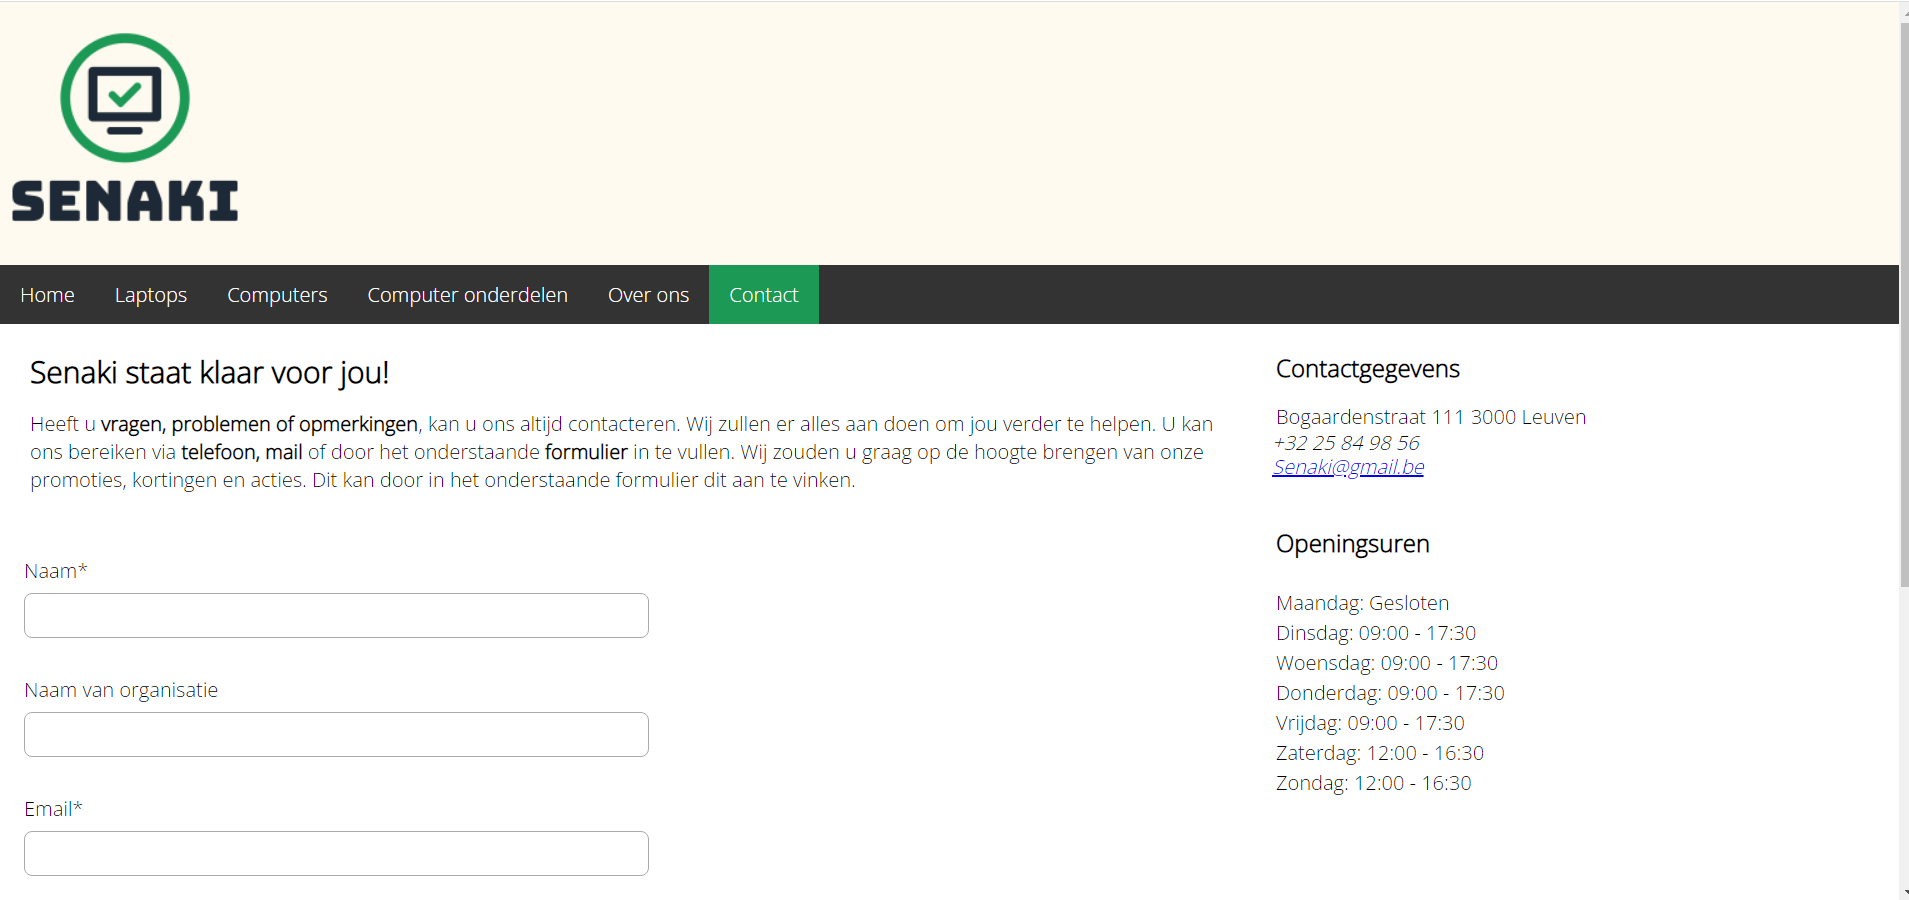 SENAKI
Home Laptops Computers Computer onderdelen Over ons Contact
Senaki staat klaar voor jou!
Heeft u vragen, problemen of opmerkingen, kan u ons altijd contacteren. Wij zullen er alles aan doen om jou verder te helpen. U kan
ons bereiken via telefoon, mail of door het onderstaande formulier in te vullen. Wij zouden u graag op de hoogte brengen van onze
promoties, kortingen en acties. Dit kan door in het onderstaande formulier dit aan te vinken.
Naam*
Naam van organisatie
Email*
Contactgegevens
Bogaardenstraat 111 3000 Leuven
+32 25 84 98 56
Senaki@gmail.be
Openingsuren
Maandag: Gesloten
Dinsdag: 09:00 - 17:30
Woensdag: 09:00 - 17:30
Donderdag: 09:00 - 17:30
Vrijdag: 09:00 - 17:30
Zaterdag: 12:00 - 16:30
Zondag: 12:00 - 16:30